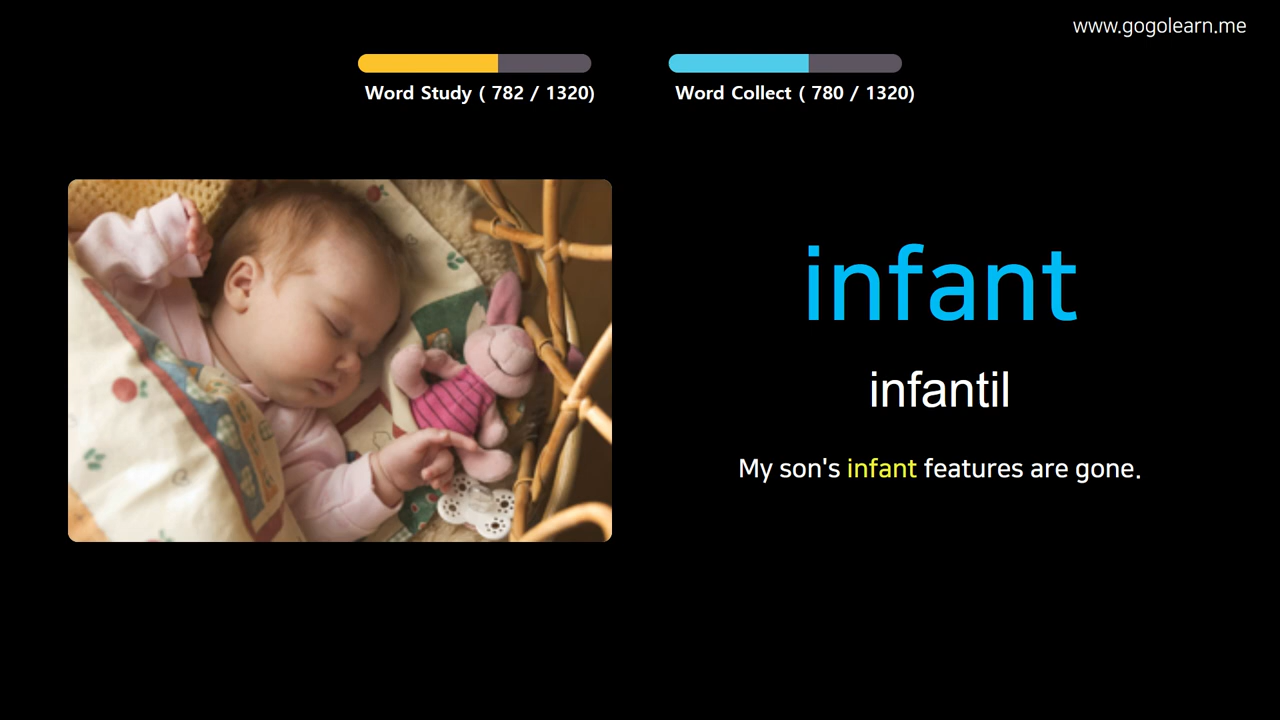 www.gogolearn.me
Word Study ( 782 / 1320)
Word Collect ( 780 / 1320)
infant
infantil
My son's infant features are gone.